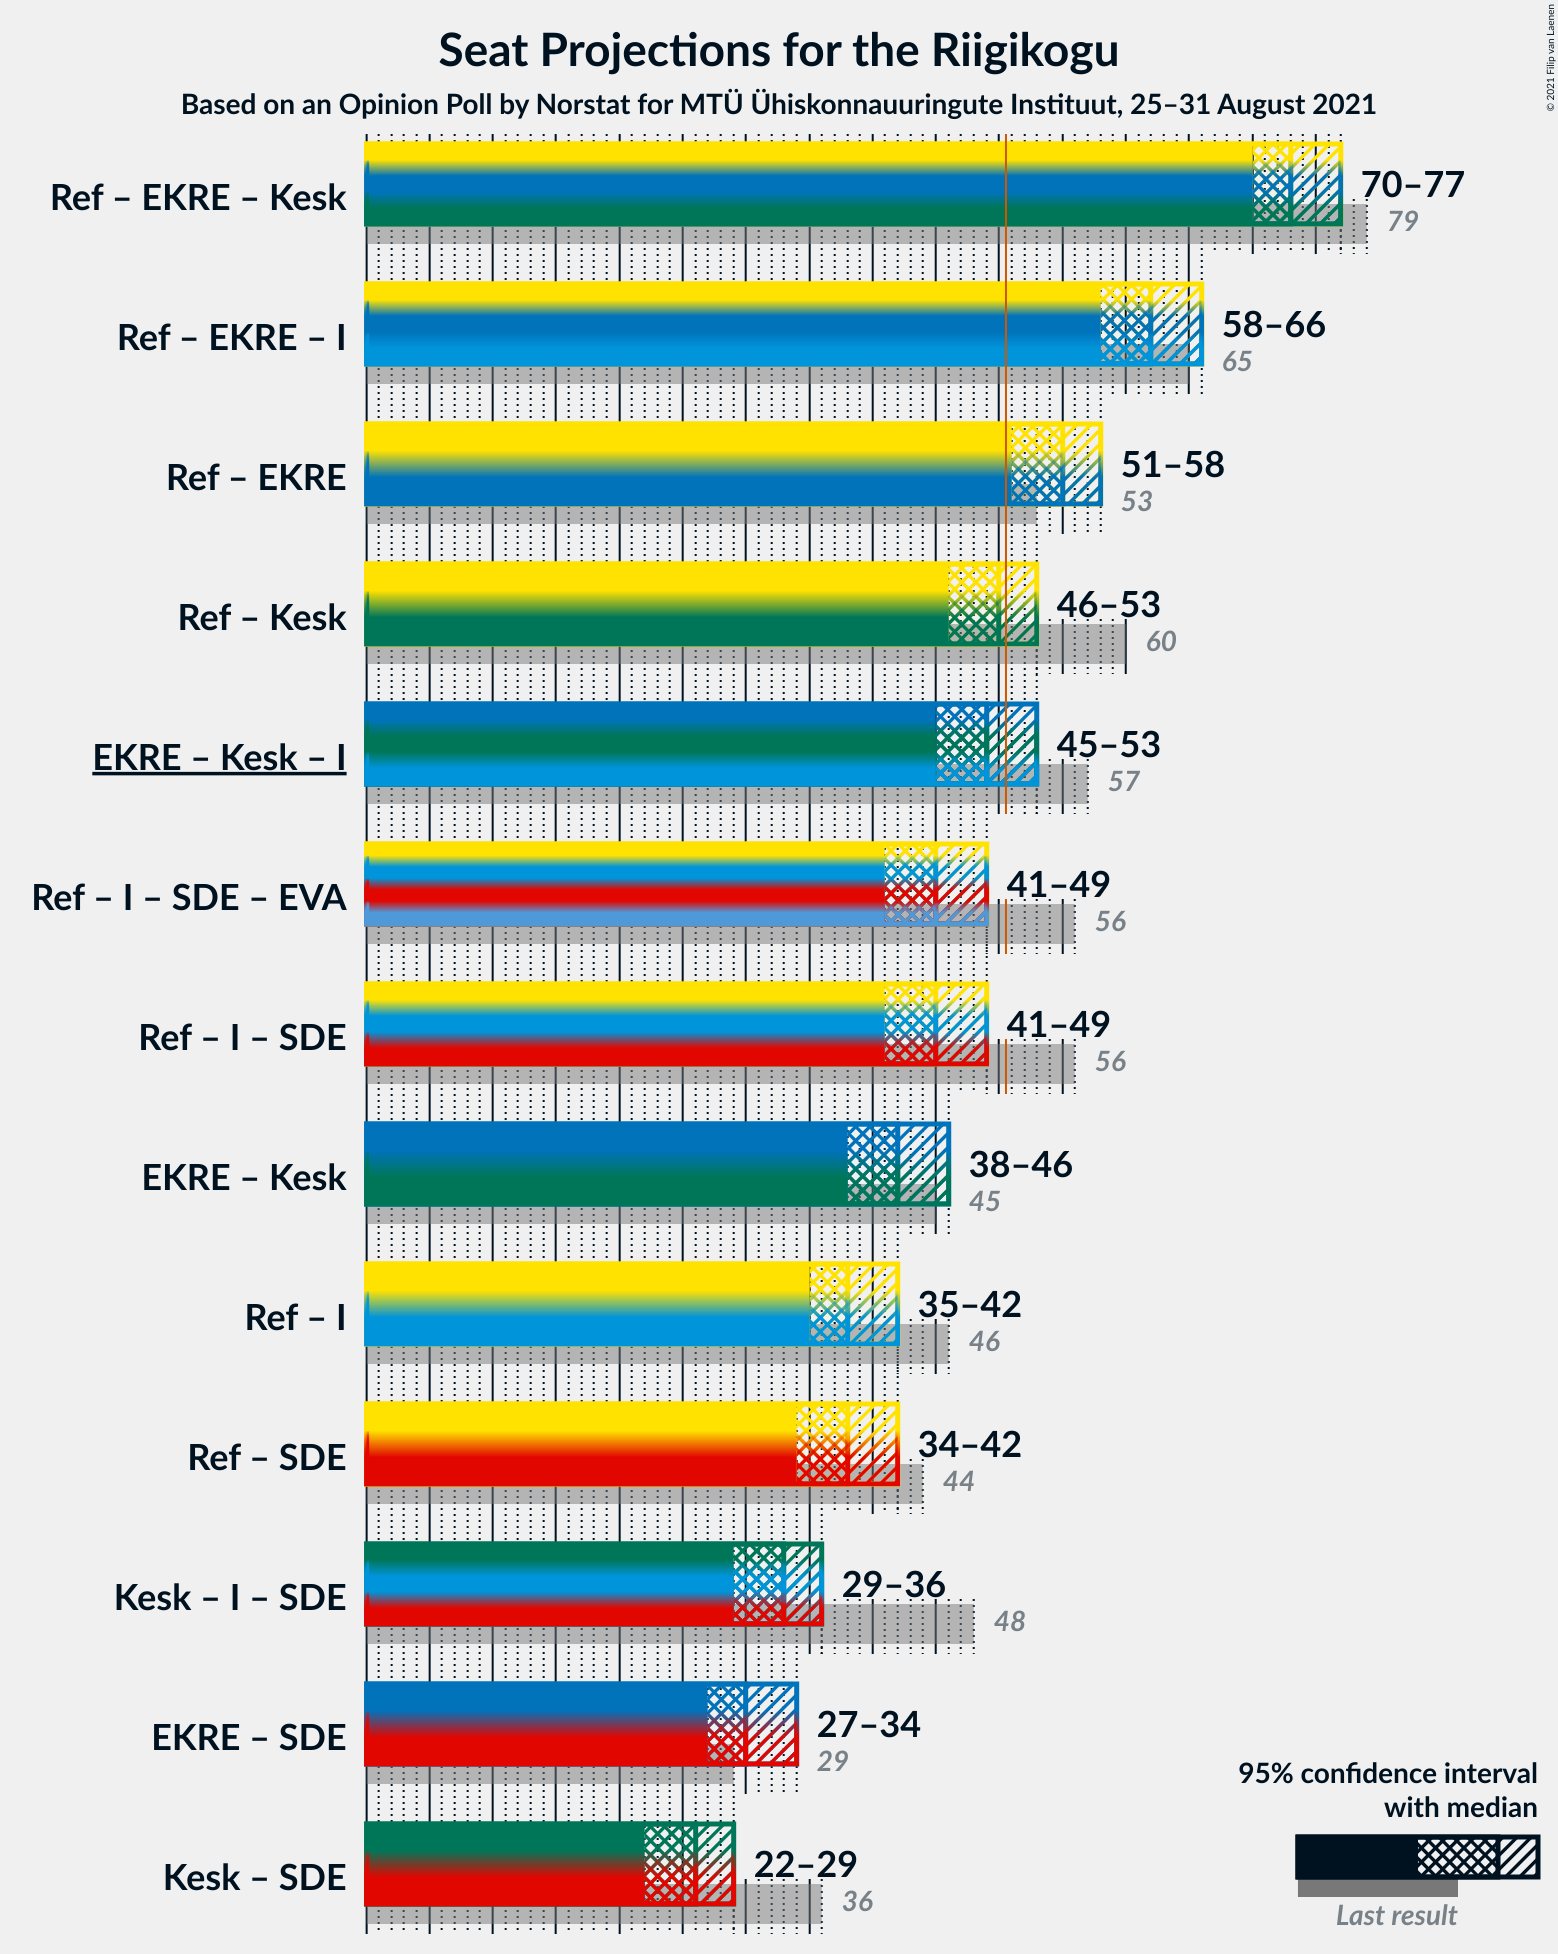 Seat Projections for the Riigikogu
Based on an Opinion Poll by Norstat for MTÜ Ühiskonnauuringute Instituut, 25–31 August 2021
© 2021 Filip van Laenen
Ref – EKRE – Kesk
70–77
79
Ref – EKRE – I
58–66
65
Ref – EKRE
51–58
53
Ref – Kesk
46–53
60
EKRE – Kesk – I
45–53
57
Ref – I – SDE – EVA
41–49
56
Ref – I – SDE
41–49
56
EKRE – Kesk
38–46
45
Ref – I
35–42
46
Ref – SDE
34–42
44
Kesk – I – SDE
29–36
48
EKRE – SDE
27–34
29
Kesk – SDE
22–29
36
95% confidence interval
with median
Last result